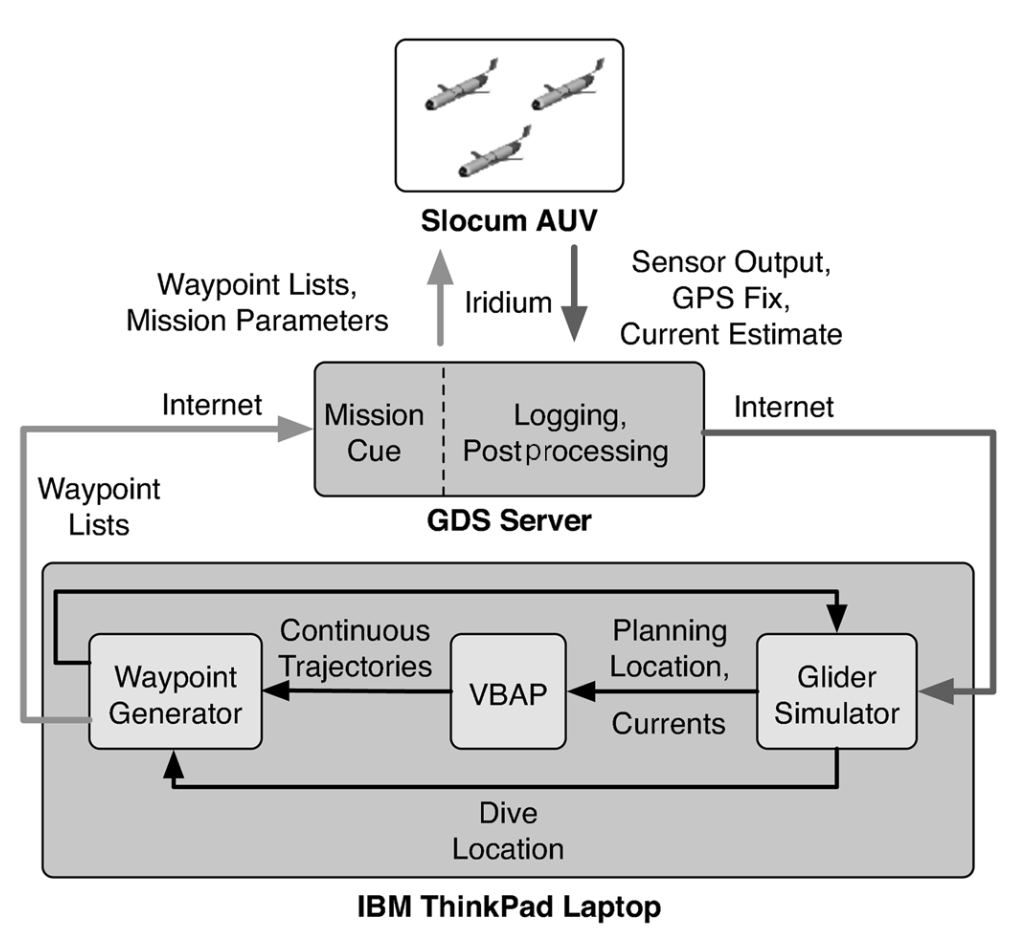 Slocum AUV
Waypoint Lists,
Mission Parameters
Iridium
Sensor Output,
GPS Fix,
Current Estimate
Internet
Mission
Cue
Logging,
Postprocessing
Internet
GDS Server
Waypoint
Lists
Continuous
Trajectories
Planning
Location,
Currents
Waypoint
Generator
VBAP
Glider
Simulator
Dive
Location
IBM ThinkPad Laptop